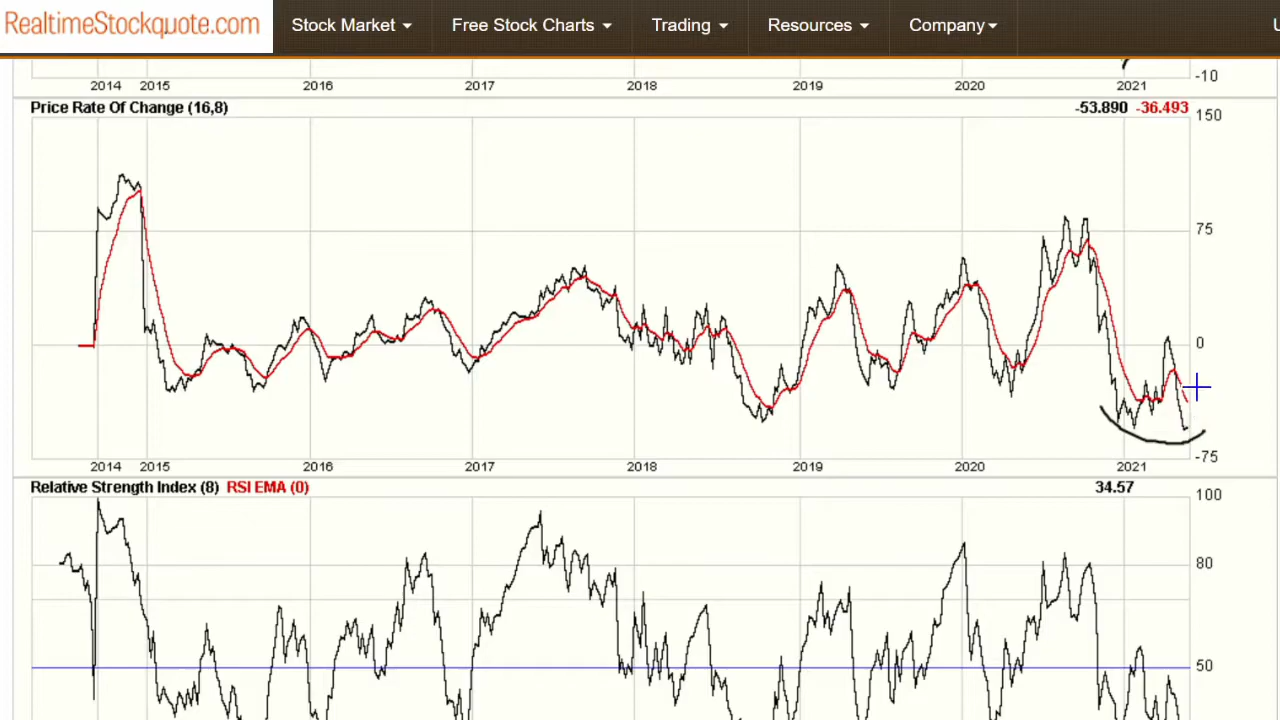 RealtimeStockquote.com Stock Market Free Stock Charts Trading Resources Company
-10
2014 2015 2016 2017 2018 2019 2020 2021
Price Rate Of Change (16,8) -53.890 -36.493
150
75
0
-75
2014 2015 2016 2017 2018 2019 2020 2021
Relative Strength Index (8) RSI EMA (0) 34.57
100
80
50